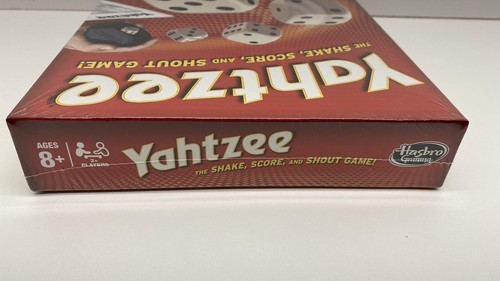 Yahtzee
THE SHAKE, SCORE, AND SHOUT GAME!
AGES
8+
2+
PLAYERS
Yahtzee
THE SHAKE, SCORE, AND SHOUT GAME!
Hasbro
Gaming